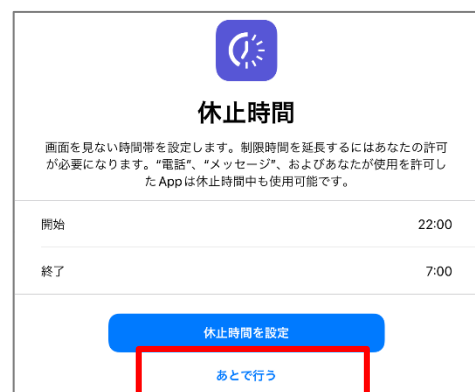 休止時間
画面を見ない時間帯を設定します。制限時間を延長するにはあなたの許可
が必要になります。“電話”、“メッセージ”、およびあなたが使用を許可し
た Appは休止時間中も使用可能です。
開始 22:00
終了 7:00
休止時間を設定
あとで行う